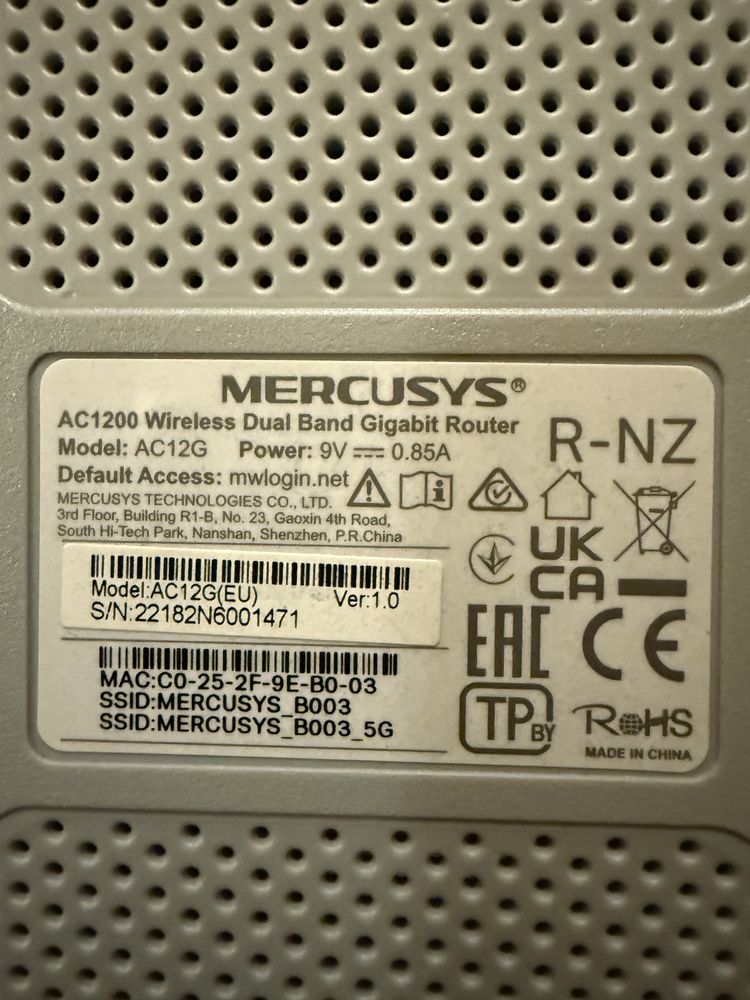 MERCUSYS®
AC1200 Wireless Dual Band Gigabit Router
Model: AC12G Power: 9V⎓0.85A
R-NZ
Default Access: mwlogin.net
MERCUSYS TECHNOLOGIES CO., LTD.
3rd Floor, Building R1-B, No. 23, Gaoxin 4th Road,
South Hi-Tech Park, Nanshan, Shenzhen, P.R.China
Model:AC12G(EU) Ver:1.0
S/N:22182N6001471
MAC:C0-25-2F-9E-B0-03
SSID:MERCUSYS_B003
SSID:MERCUSYS_B003_5G
UK
CA
EAC
CE
TP BY
RoHS
MADE IN CHINA